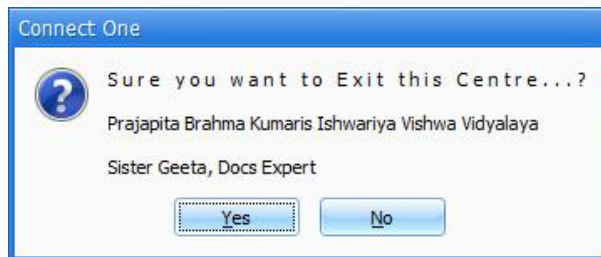 Connect One
Sure you want to Exit this Centre...?
Prajapita Brahma Kumaris Ishwariya Vishwa Vidyalaya
Sister Geeta, Docs Expert
Yes No